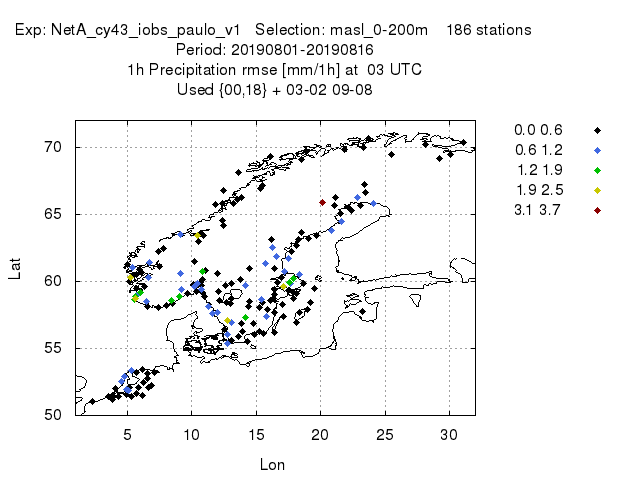 Exp: NetA_cy43_iobs_paulo_v1 Selection: masl_0-200m 186 stations
Period: 20190801-20190816
1h Precipitation rmse [mm/1h] at 03 UTC
Used {00,18} + 03-02 09-08
0.0 0.6
0.6 1.2
1.2 1.9
1.9 2.5
3.1 3.7
70
65
60
55
50
Lat
5 10 15 20 25 30
Lon